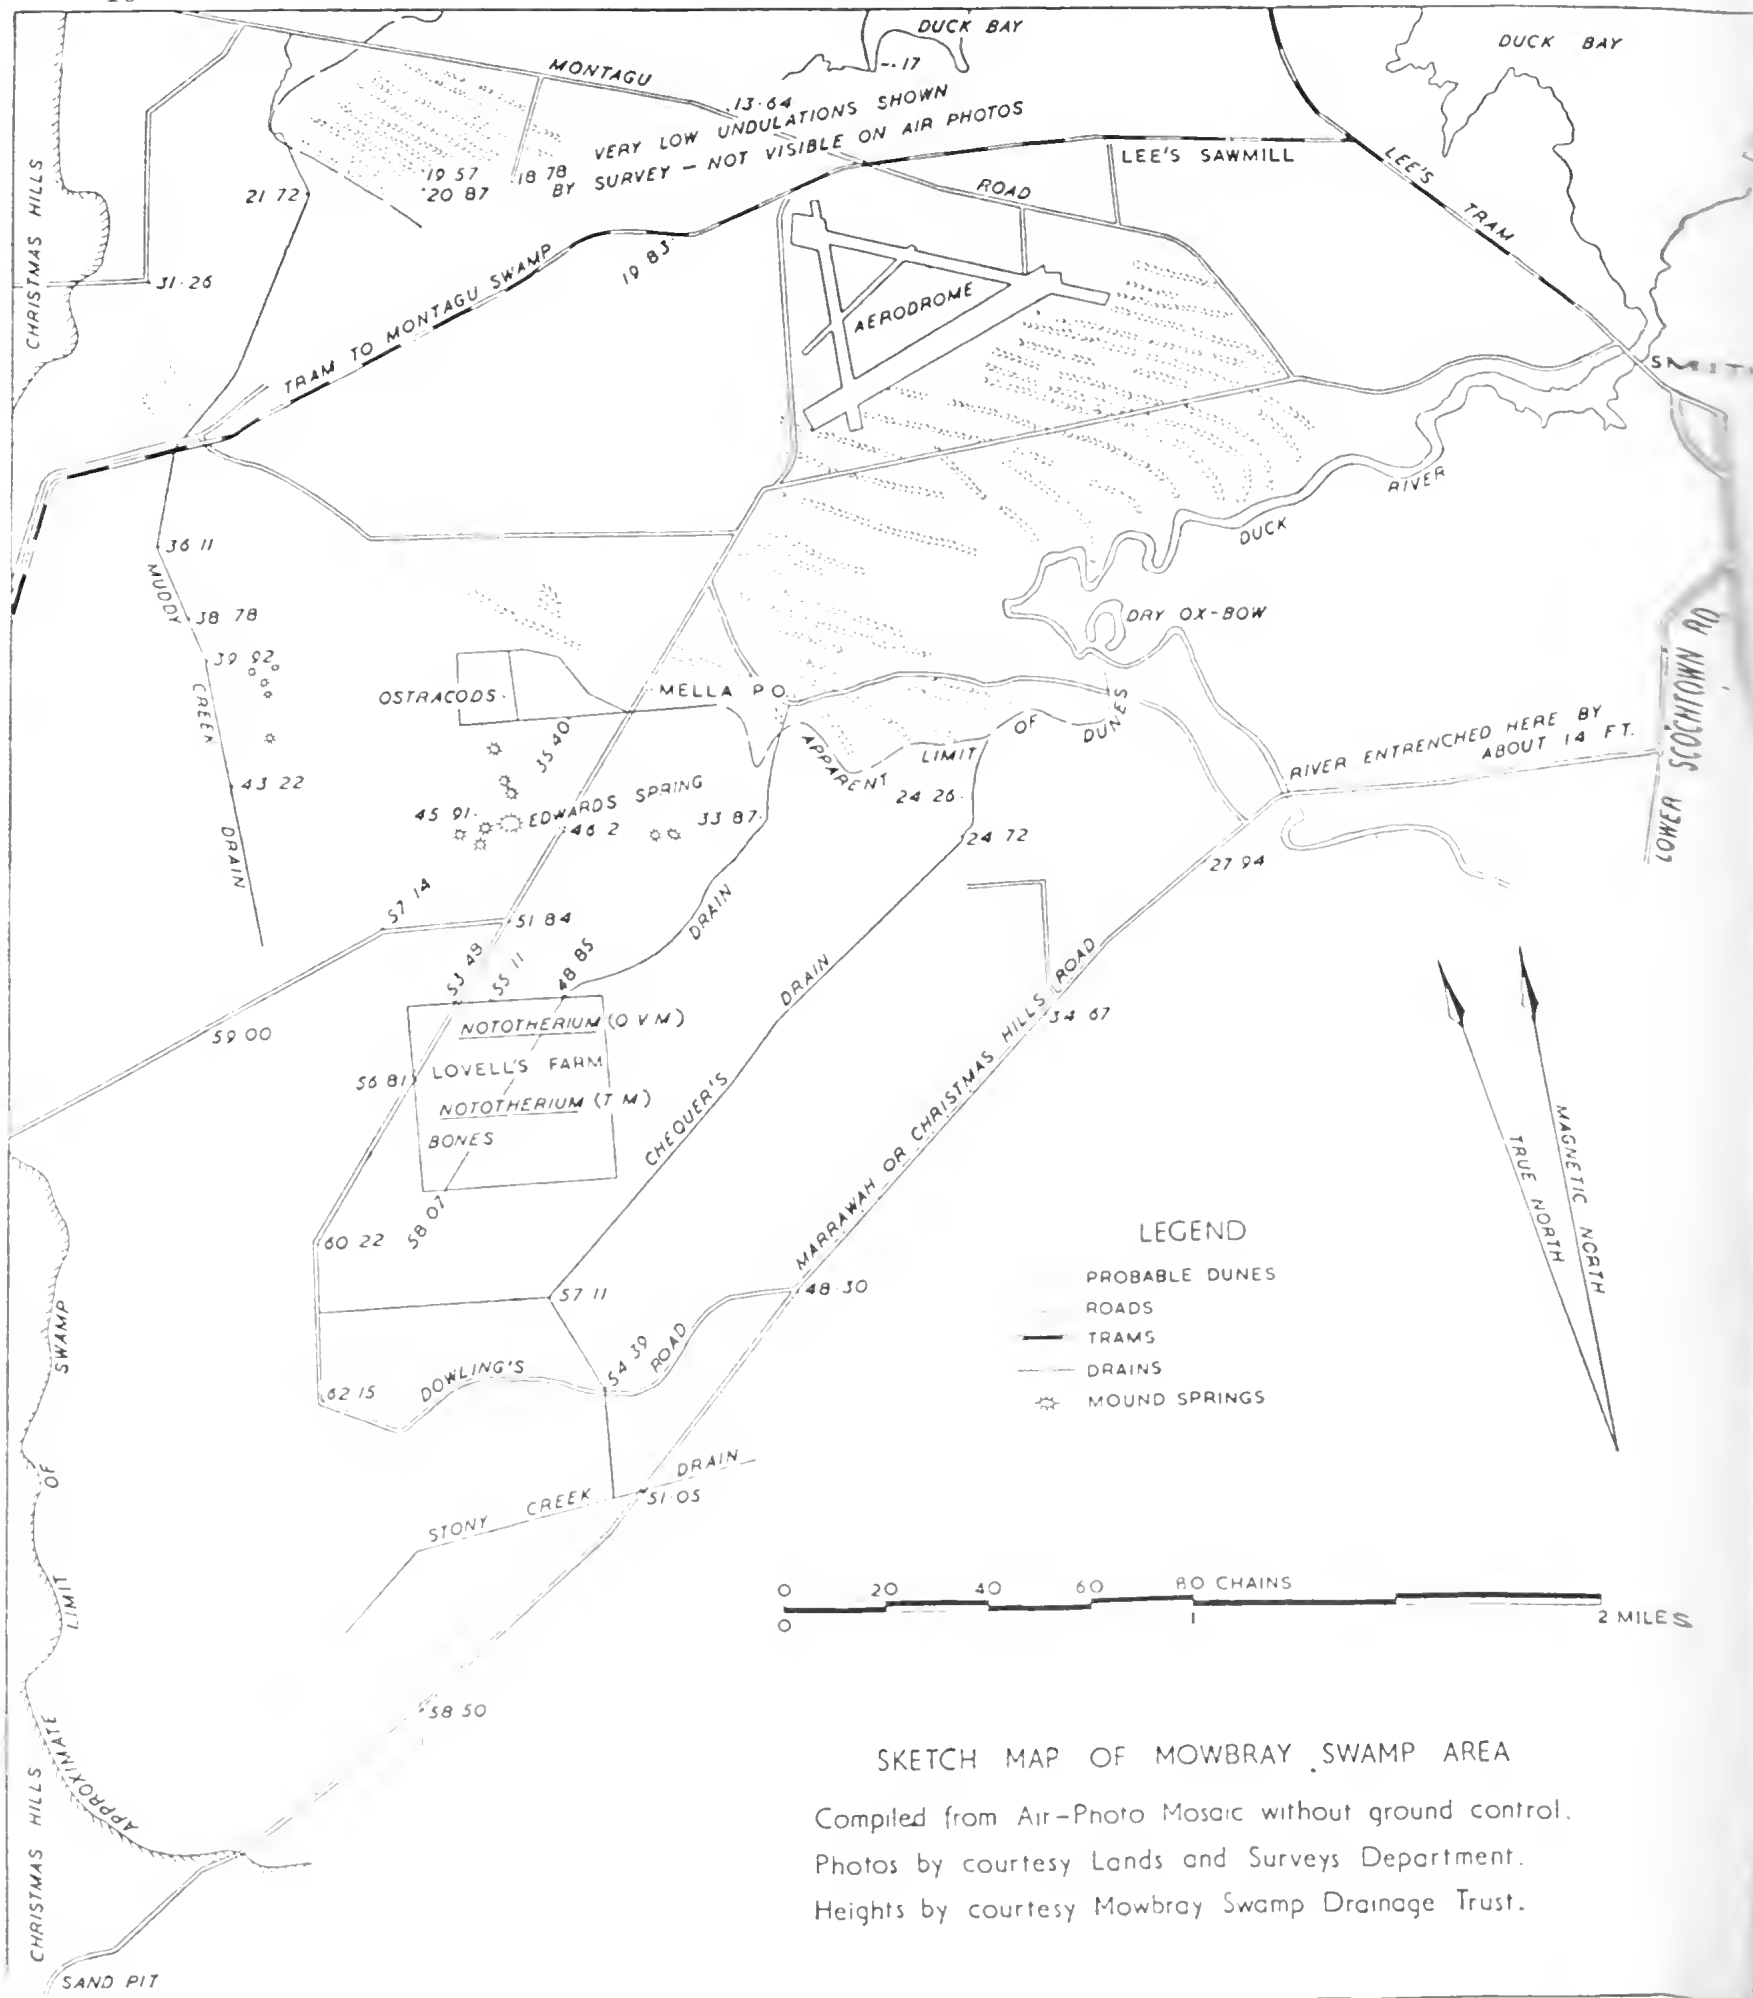 DUCK BAY
DUCK BAY
MONTAGU
-·17
13·64
VERY LOW UNDULATIONS SHOWN
BY SURVEY — NOT VISIBLE ON AIR PHOTOS
19 57
20 87
18 78
LEE'S SAWMILL
LEE'S
TRAM
ROAD
CHRISTMAS HILLS
21 72
31·26
19 83
TRAM TO MONTAGU SWAMP
AERODROME
RIVER
DUCK
36 11
MUDDY
CREEK
DRAIN
38 78
39 92
43 22
DRY OX-BOW
OSTRACODS
MELLA P O
35 40
APPARENT
LIMIT
OF
DUNES
RIVER ENTRENCHED HERE BY
ABOUT 14 FT.
LOWER SCOCHTOWN RD
45 91
EDWARDS SPRING
46 2
33 87
24 26
24 72
27 94
57 14
51 84
DRAIN
53 48
55 11
48 85
DRAIN
59 00
NOTOTHERIUM (O V M)
LOVELL'S FARM
56 81
NOTOTHERIUM (T M)
BONES
34 67
CHEQUER'S
MARRAWAH OR CHRISTMAS HILLS ROAD
TRUE NORTH
MAGNETIC NORTH
60 22
58 07
57 11
48·30
LEGEND
PROBABLE DUNES
ROADS
TRAMS
DRAINS
MOUND SPRINGS
62 15
DOWLING'S
54 39
ROAD
STONY CREEK DRAIN
51·05
APPROXIMATE
LIMIT
OF
SWAMP
0 20 40 60 80 CHAINS
0 1 2 MILES
58 50
CHRISTMAS HILLS
SAND PIT
SKETCH MAP OF MOWBRAY SWAMP AREA
Compiled from Air-Photo Mosaic without ground control.
Photos by courtesy Lands and Surveys Department.
Heights by courtesy Mowbray Swamp Drainage Trust.